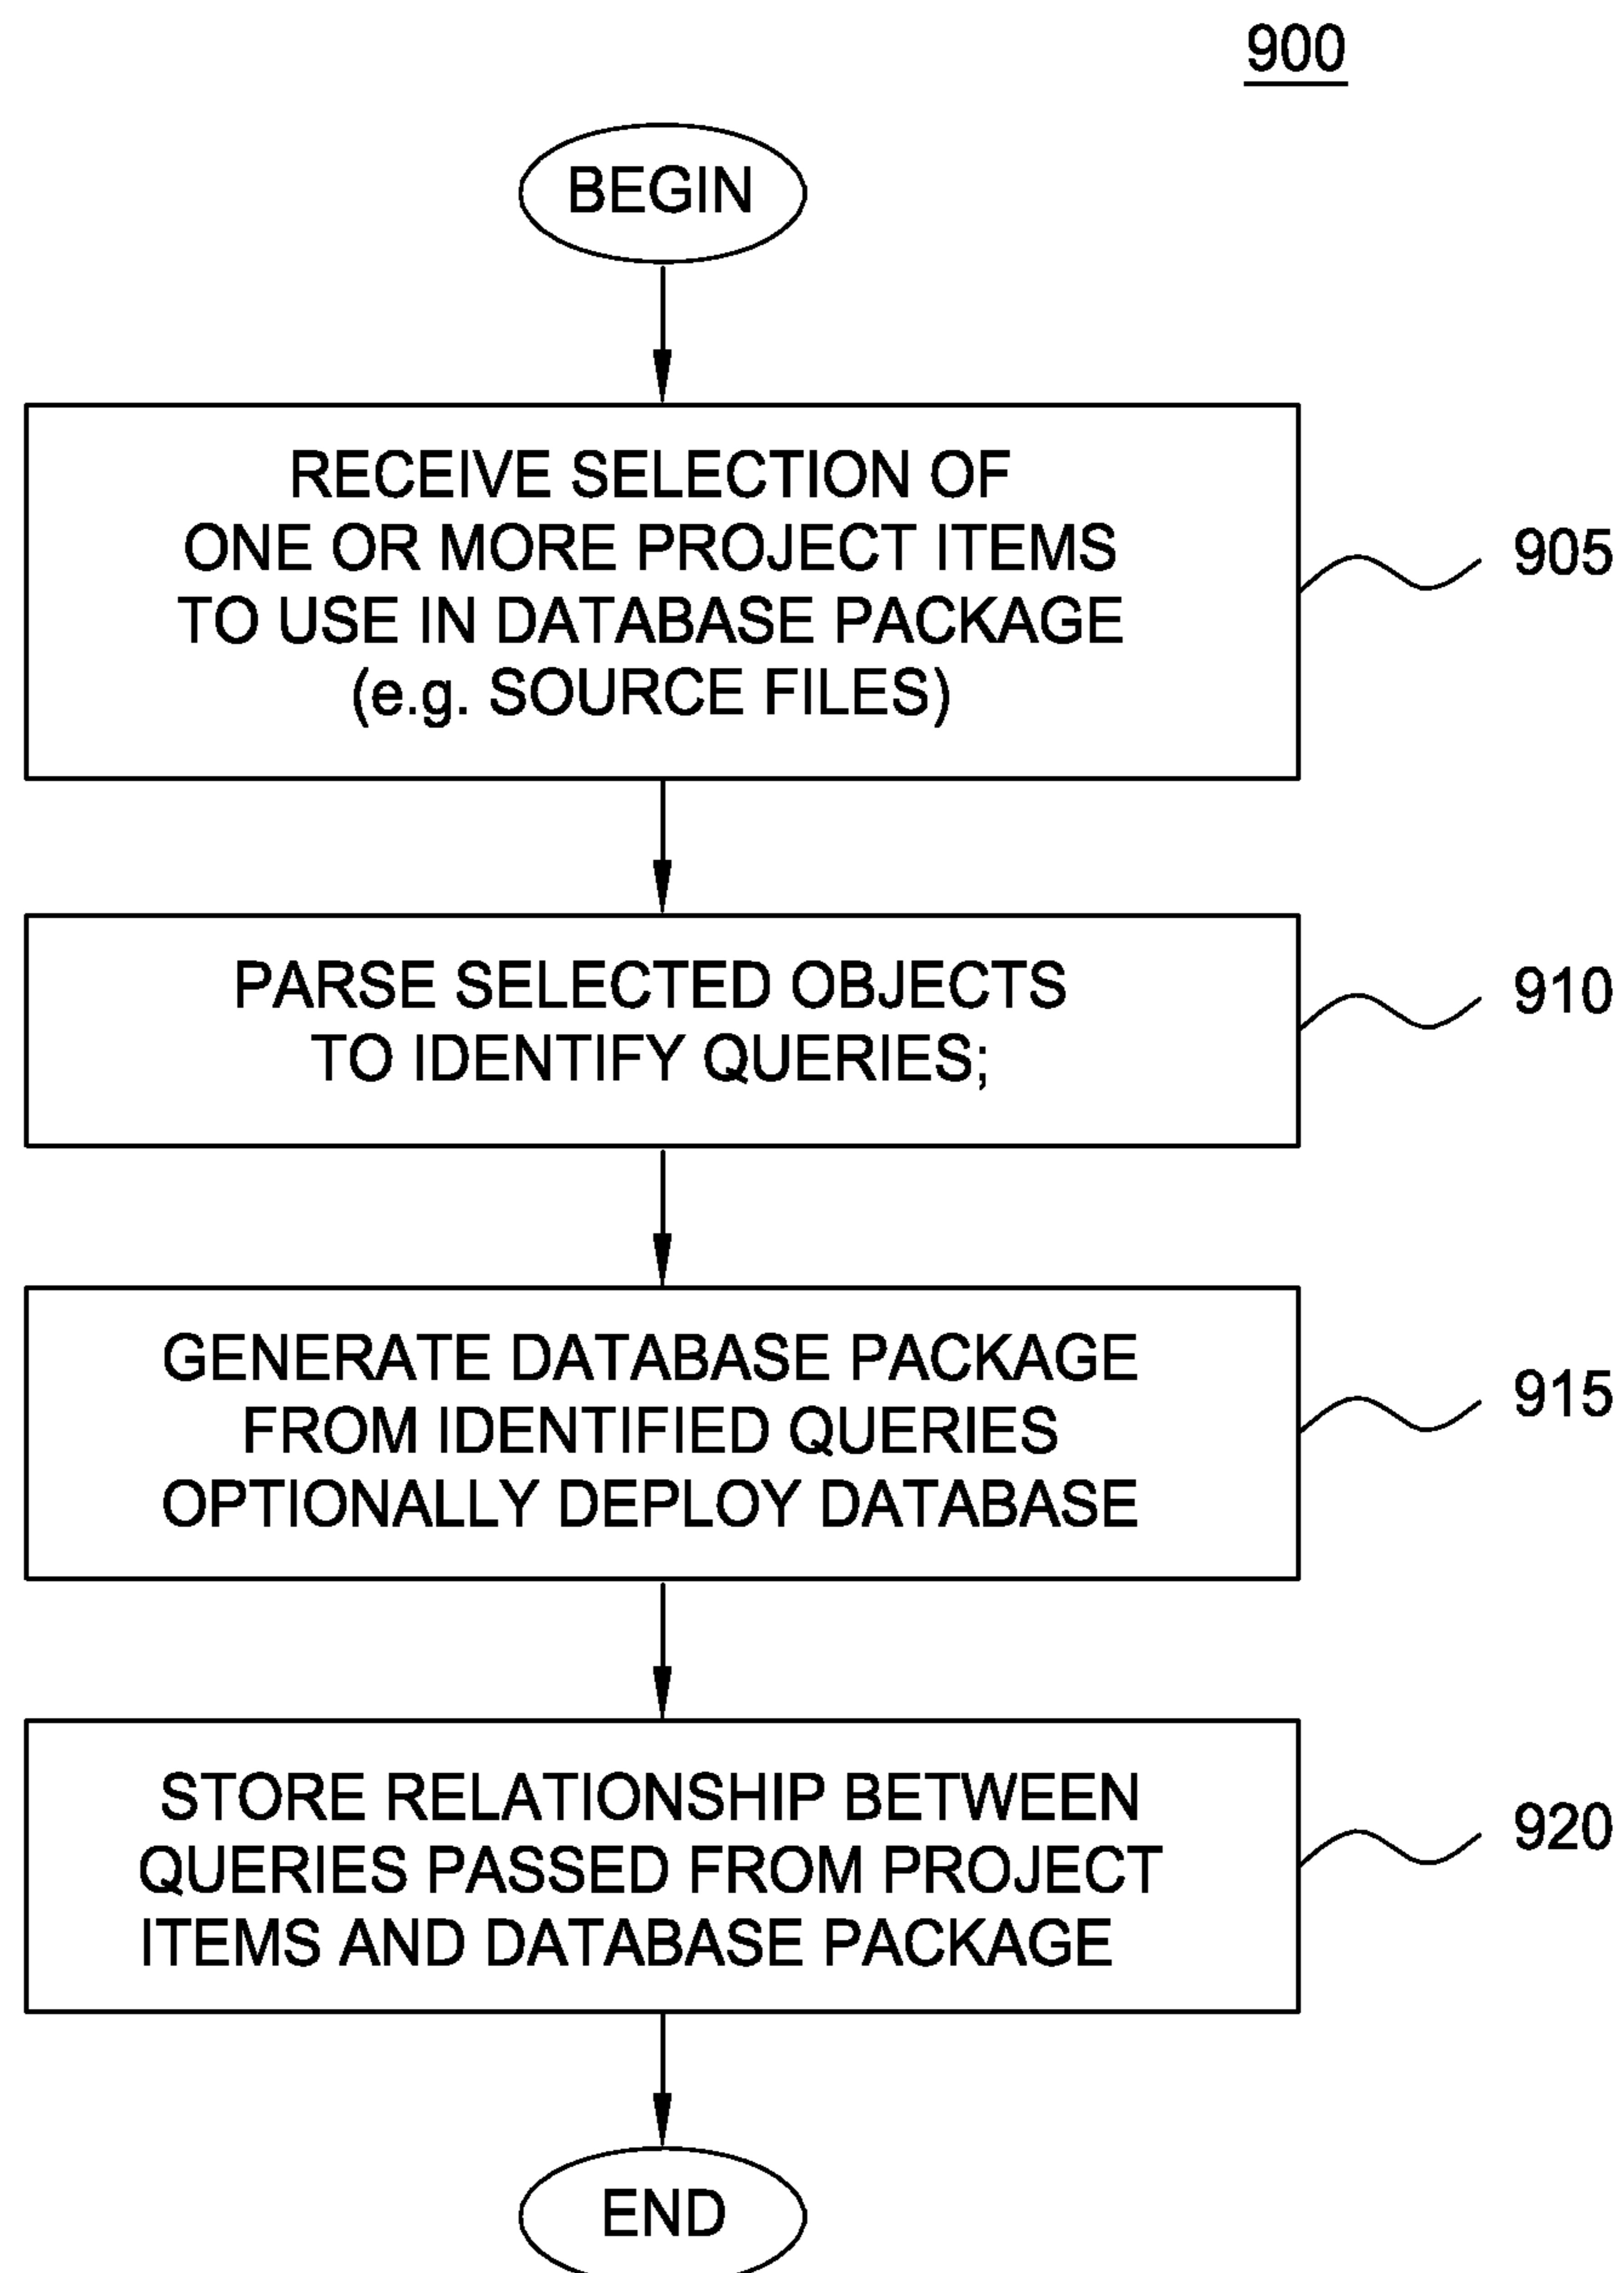 900
BEGIN
RECEIVE SELECTION OF
ONE OR MORE PROJECT ITEMS
TO USE IN DATABASE PACKAGE
(e.g. SOURCE FILES)
905
PARSE SELECTED OBJECTS
TO IDENTIFY QUERIES;
910
GENERATE DATABASE PACKAGE
FROM IDENTIFIED QUERIES
OPTIONALLY DEPLOY DATABASE
915
STORE RELATIONSHIP BETWEEN
QUERIES PASSED FROM PROJECT
ITEMS AND DATABASE PACKAGE
920
END